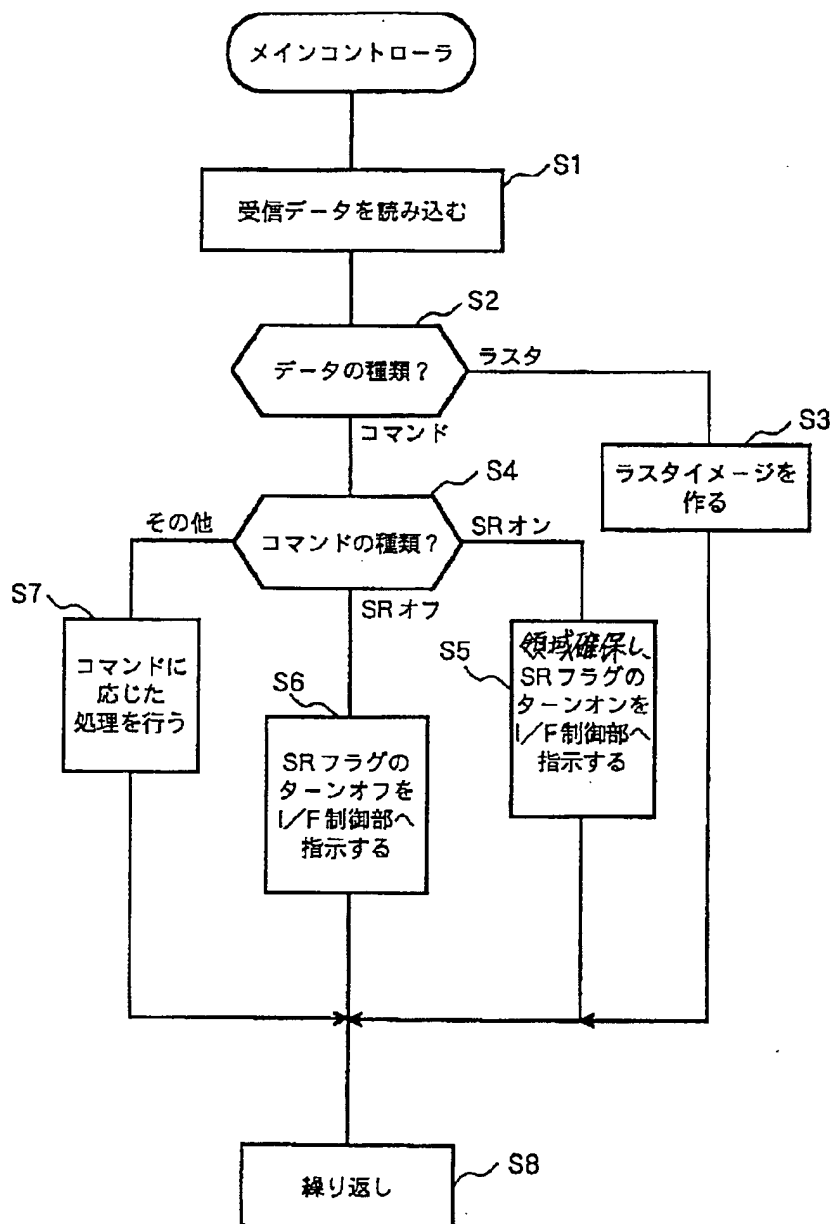 メインコントローラ
S1
受信データを読み込む
S2
データの種類?
ラスタ
コマンド
S3
ラスタイメージを
作る
S4
コマンドの種類?
その他
SRオン
SRオフ
S7
コマンドに
応じた
処理を行う
S6
SRフラグの
ターンオフを
I/F制御部へ
指示する
S5
領域確保し、
SRフラグの
ターンオンを
I/F制御部へ
指示する
S8
繰り返し